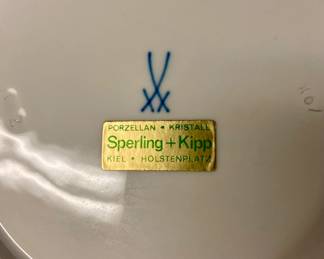 PORZELLAN • KRISTALL
Sperling + Kipp
KIEL • HOLSTENPLATZ